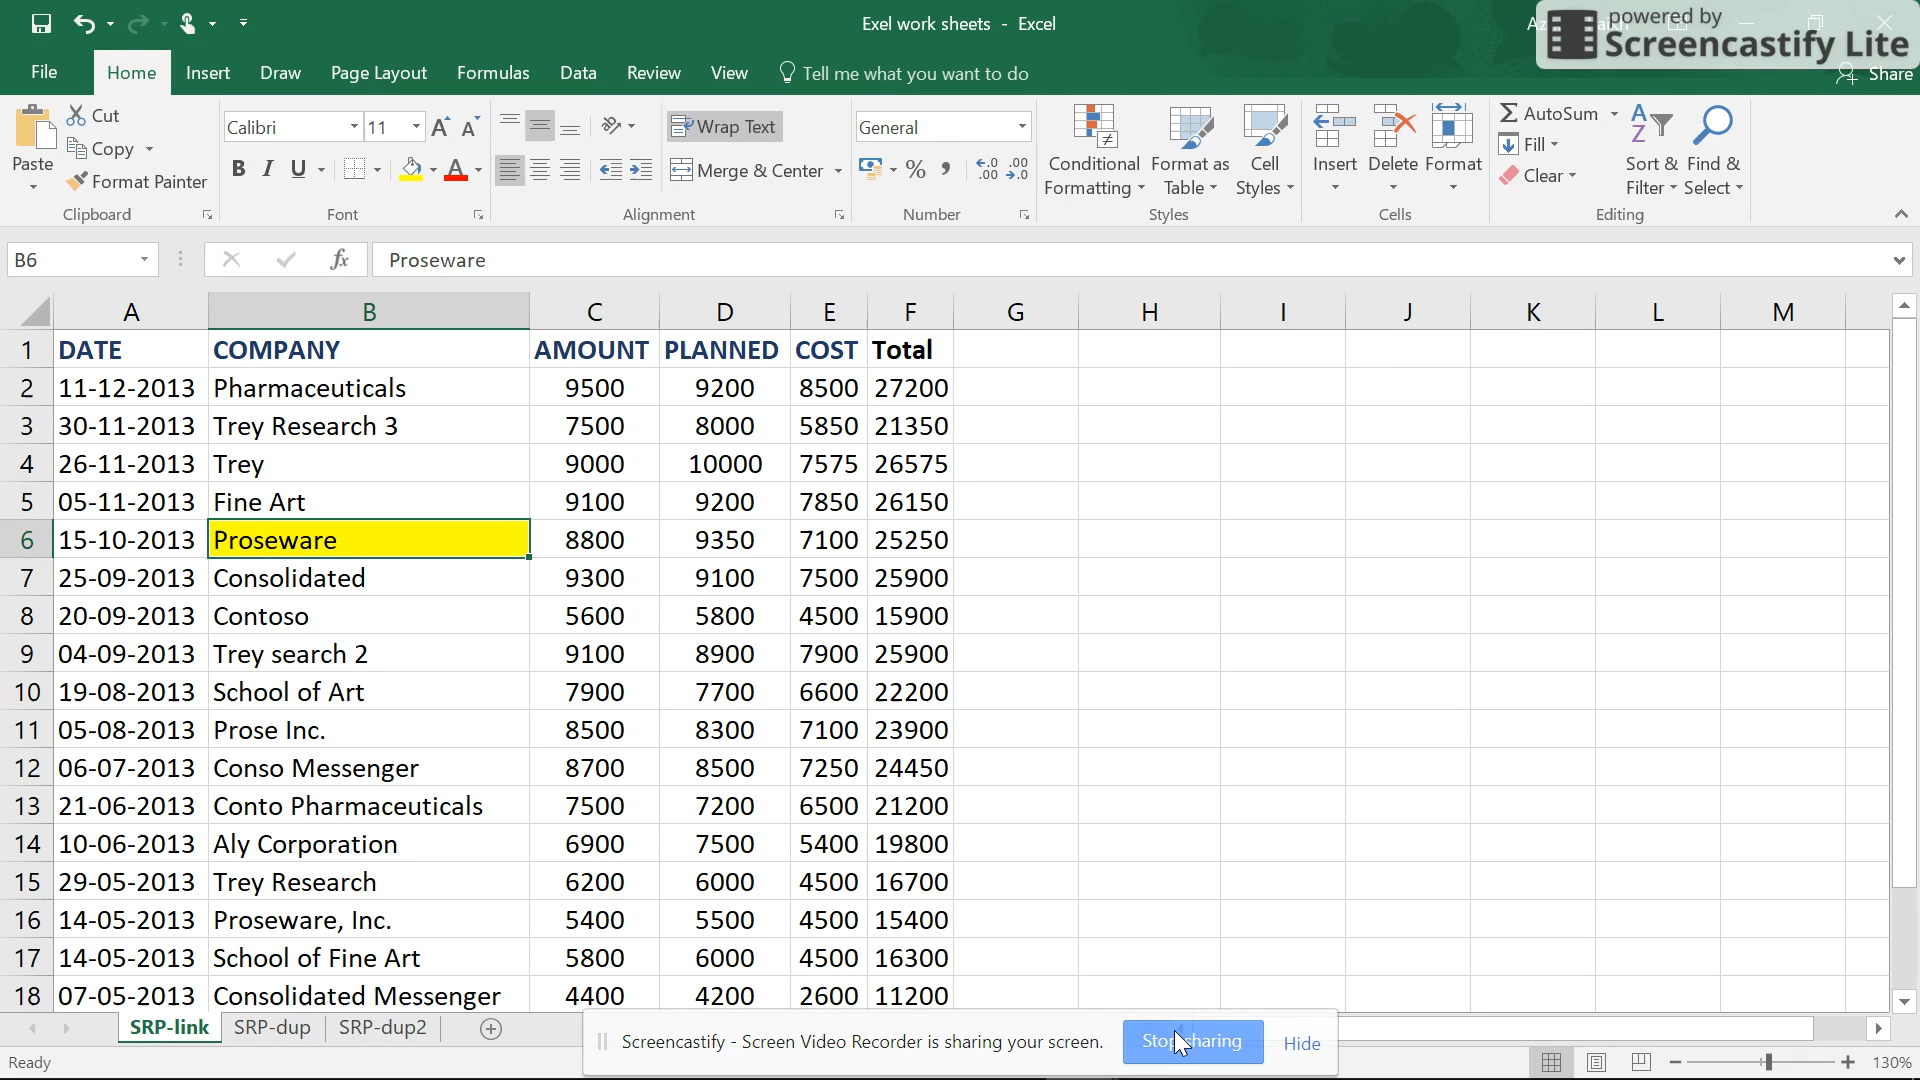 Exel work sheets - Excel
powered by
Screencastify Lite
File Home Insert Draw Page Layout Formulas Data Review View Tell me what you want to do Share
Paste Cut Copy Format Painter Clipboard
Calibri 11 B I U Font
Wrap Text Merge & Center Alignment
General % Number
Conditional Formatting Format as Table Cell Styles Styles
Insert Delete Format Cells
AutoSum Fill Clear Sort & Filter Find & Select Editing
B6 fx Proseware
A B C D E F G H I J K L M
1 DATE COMPANY AMOUNT PLANNED COST Total
2 11-12-2013 Pharmaceuticals 9500 9200 8500 27200
3 30-11-2013 Trey Research 3 7500 8000 5850 21350
4 26-11-2013 Trey 9000 10000 7575 26575
5 05-11-2013 Fine Art 9100 9200 7850 26150
6 15-10-2013 Proseware 8800 9350 7100 25250
7 25-09-2013 Consolidated 9300 9100 7500 25900
8 20-09-2013 Contoso 5600 5800 4500 15900
9 04-09-2013 Trey search 2 9100 8900 7900 25900
10 19-08-2013 School of Art 7900 7700 6600 22200
11 05-08-2013 Prose Inc. 8500 8300 7100 23900
12 06-07-2013 Conso Messenger 8700 8500 7250 24450
13 21-06-2013 Conto Pharmaceuticals 7500 7200 6500 21200
14 10-06-2013 Aly Corporation 6900 7500 5400 19800
15 29-05-2013 Trey Research 6200 6000 4500 16700
16 14-05-2013 Proseware, Inc. 5400 5500 4500 15400
17 14-05-2013 School of Fine Art 5800 6000 4500 16300
18 07-05-2013 Consolidated Messenger 4400 4200 2600 11200
SRP-link SRP-dup SRP-dup2
Screencastify - Screen Video Recorder is sharing your screen. Stop sharing Hide
Ready 130%